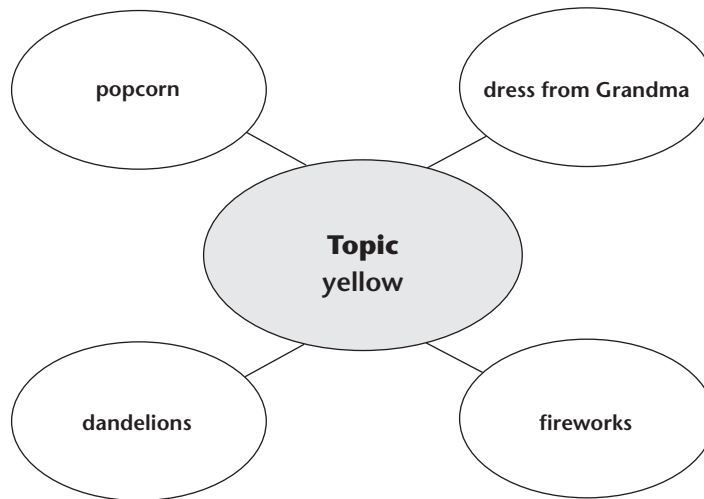 popcorn
dress from Grandma
Topic
yellow
dandelions
fireworks